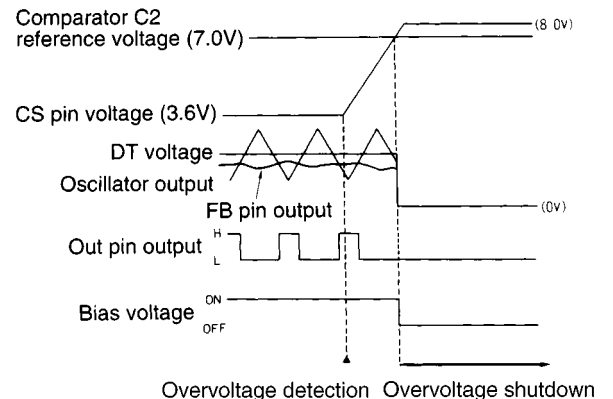 Comparator C2
reference voltage (7.0V)
(8 0V)
CS pin voltage (3.6V)
DT voltage
Oscillator output
FB pin output
(0V)
Out pin output
H
L
Bias voltage
ON
OFF
Overvoltage detection
Overvoltage shutdown